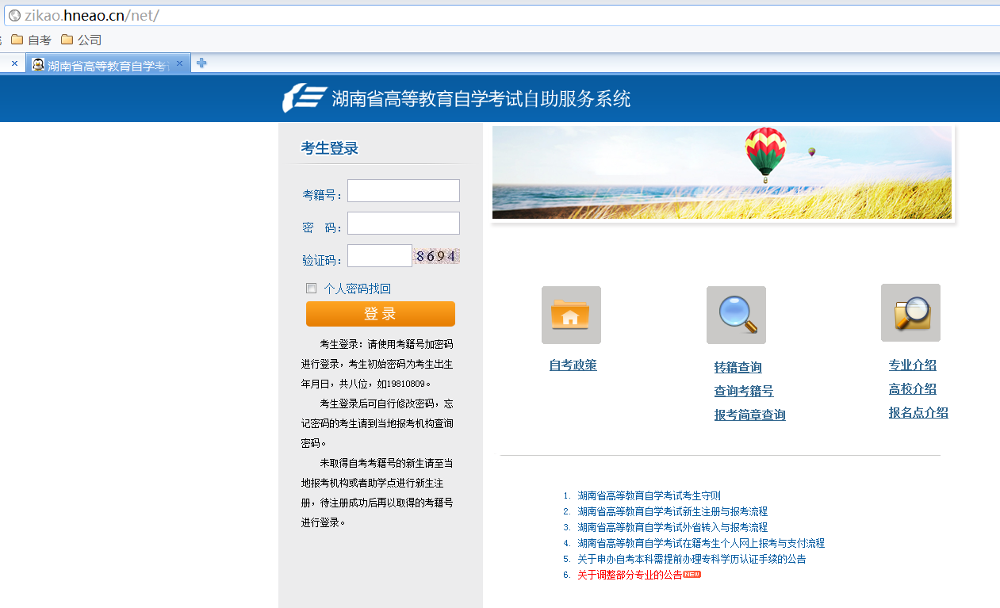 zikao.hneao.cn/net/
自考
公司
湖南省高等教育自学考
湖南省高等教育自学考试自助服务系统
考生登录
考籍号：
密 码：
验证码：
8694
个人密码找回
登 录
考生登录：请使用考籍号加密码
进行登录，考生初始密码为考生出生
年月日，共八位，如19810809。
考生登录后可自行修改密码，忘
记密码的考生请到当地报考机构查询
密码。
未取得自考考籍号的新生请至当
地报考机构或者助学点进行新生注
册，待注册成功后再以取得的考籍号
进行登录。
自考政策
转籍查询
查询考籍号
报考简章查询
专业介绍
高校介绍
报名点介绍
1. 湖南省高等教育自学考试考生守则
2. 湖南省高等教育自学考试新生注册与报考流程
3. 湖南省高等教育自学考试外省转入与报考流程
4. 湖南省高等教育自学考试在籍考生个人网上报考与支付流程
5. 关于申办自考本科需提前办理专科学历认证手续的公告
6. 关于调整部分专业的公告NEW